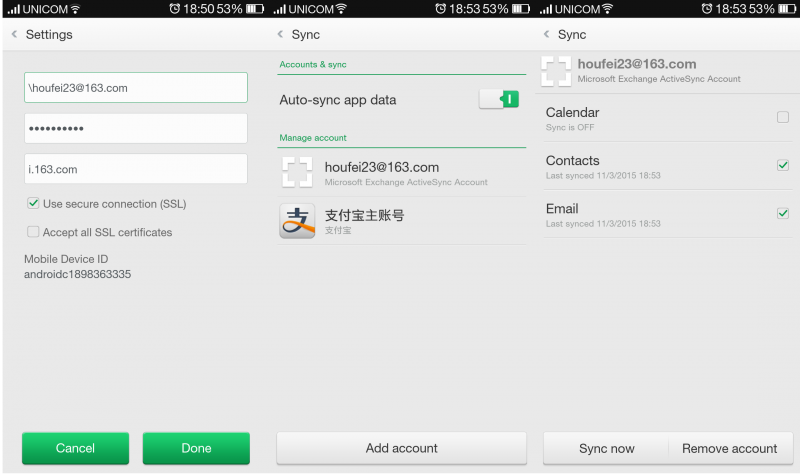 UNICOM 18:50 53%
Settings
\houfei23@163.com
••••••••••
i.163.com
Use secure connection (SSL)
Accept all SSL certificates
Mobile Device ID
androidc1898363335
Cancel Done
UNICOM 18:53 53%
Sync
Accounts & sync
Auto-sync app data
Manage account
houfei23@163.com
Microsoft Exchange ActiveSync Account
支付宝主账号
支付宝
Add account
UNICOM 18:53 53%
Sync
houfei23@163.com
Microsoft Exchange ActiveSync Account
Calendar
Sync is OFF
Contacts
Last synced 11/3/2015 18:53
Email
Last synced 11/3/2015 18:53
Sync now Remove account